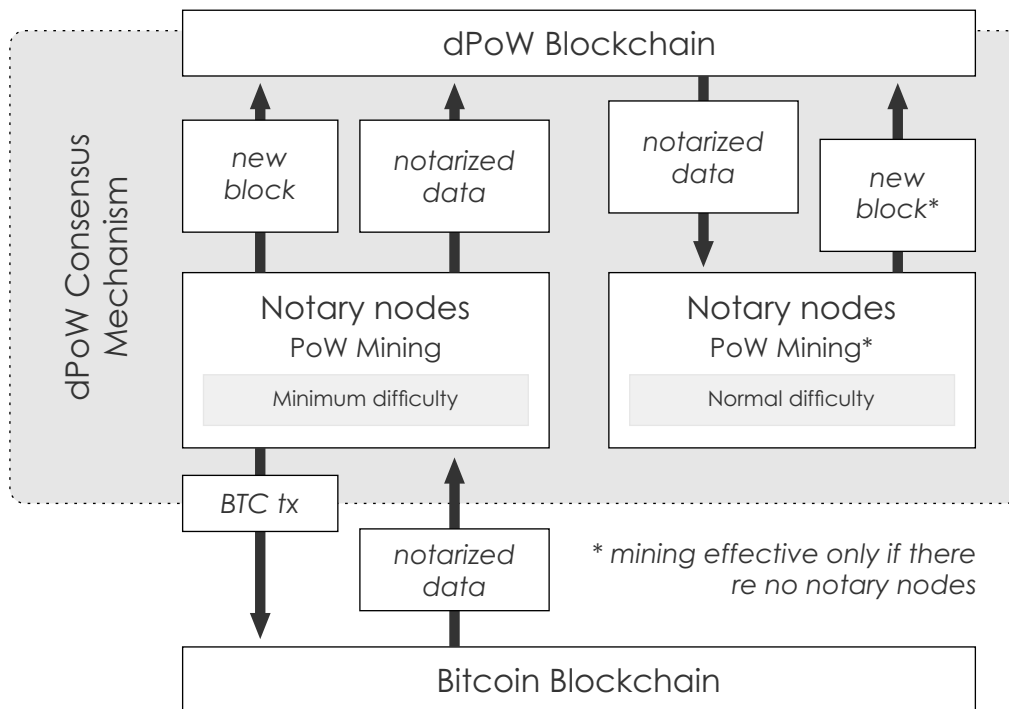 dPoW Blockchain
dPoW Consensus
Mechanism
new
block
notarized
data
notarized
data
new
block*
Notary nodes
PoW Mining
Minimum difficulty
Notary nodes
PoW Mining*
Normal difficulty
BTC tx
notarized
data
* mining effective only if there
re no notary nodes
Bitcoin Blockchain